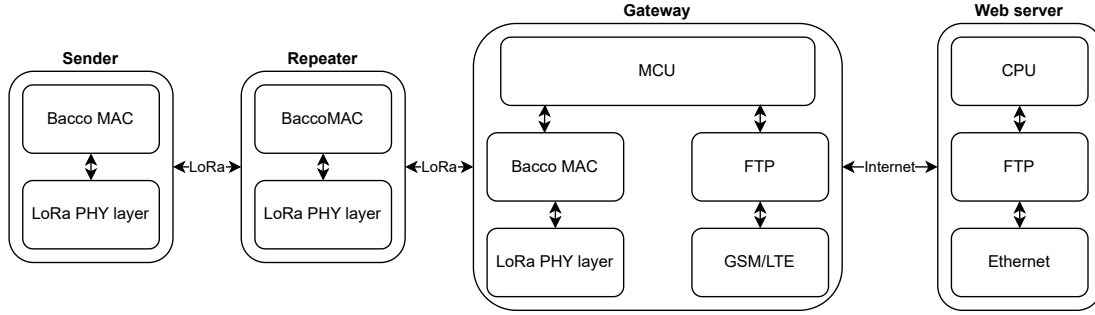 Sender
Bacco MAC
LoRa PHY layer
LoRa
Repeater
BaccoMAC
LoRa PHY layer
LoRa
Gateway
MCU
Bacco MAC
FTP
LoRa PHY layer
GSM/LTE
Internet
Web server
CPU
FTP
Ethernet